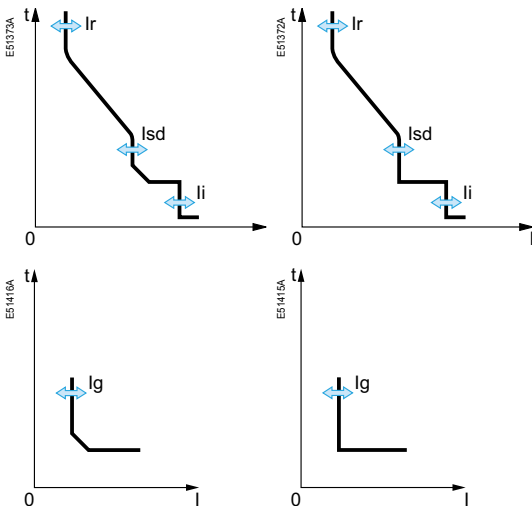 E51373A
t
Ir
Isd
Ii
0
E51372A
t
Ir
Isd
Ii
0
I
E51416A
t
Ig
0
I
E51415A
t
Ig
0
I